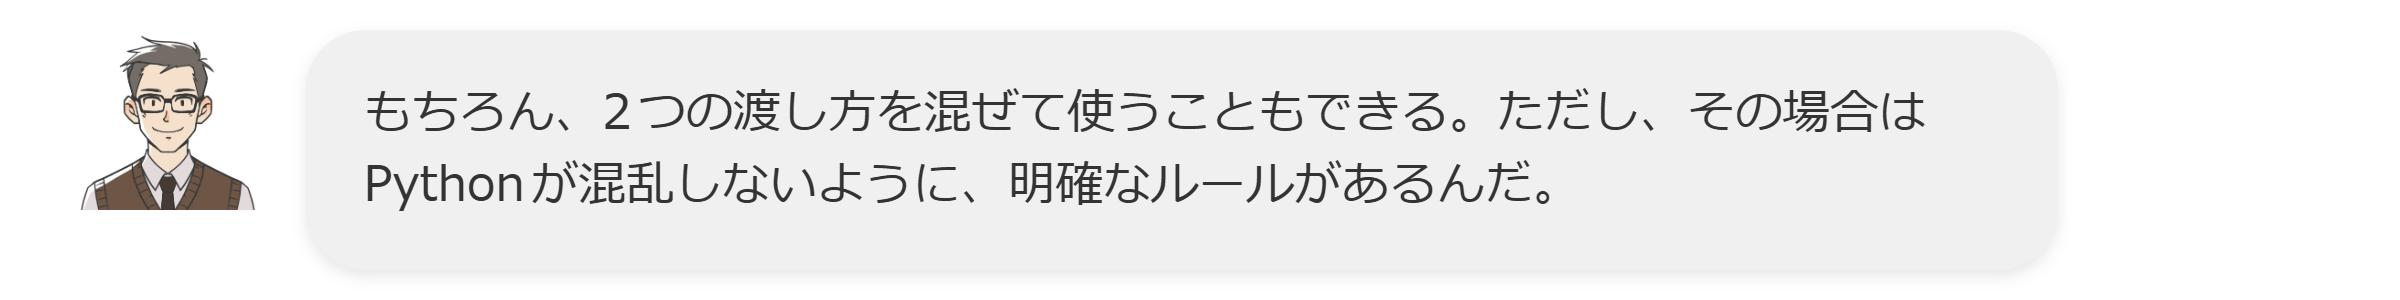 もちろん、2つの渡し方を混ぜて使うこともできる。ただし、その場合は
Pythonが混乱しないように、明確なルールがあるんだ。